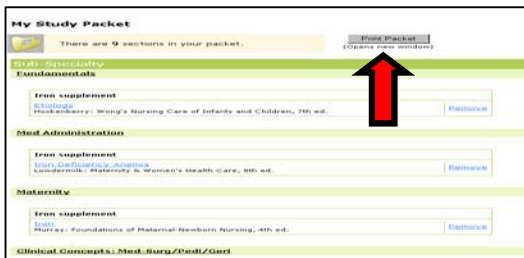 My Study Packet
There are 9 sections in your packet.
Print Packet
(Opens new window)
Sub-Specialty
Fundamentals
Iron supplement
Etiology
Hockenberry: Wong's Nursing Care of Infants and Children, 7th ed.
Remove
Med Administration
Iron supplement
Iron Deficiency Anemia
Lowdermilk: Maternity & Women's Health Care, 8th ed.
Remove
Maternity
Iron supplement
Iron
Murray: Foundations of Maternal-Newborn Nursing, 4th ed.
Remove
Clinical Concepts: Med-Surg/Pedi/Geri